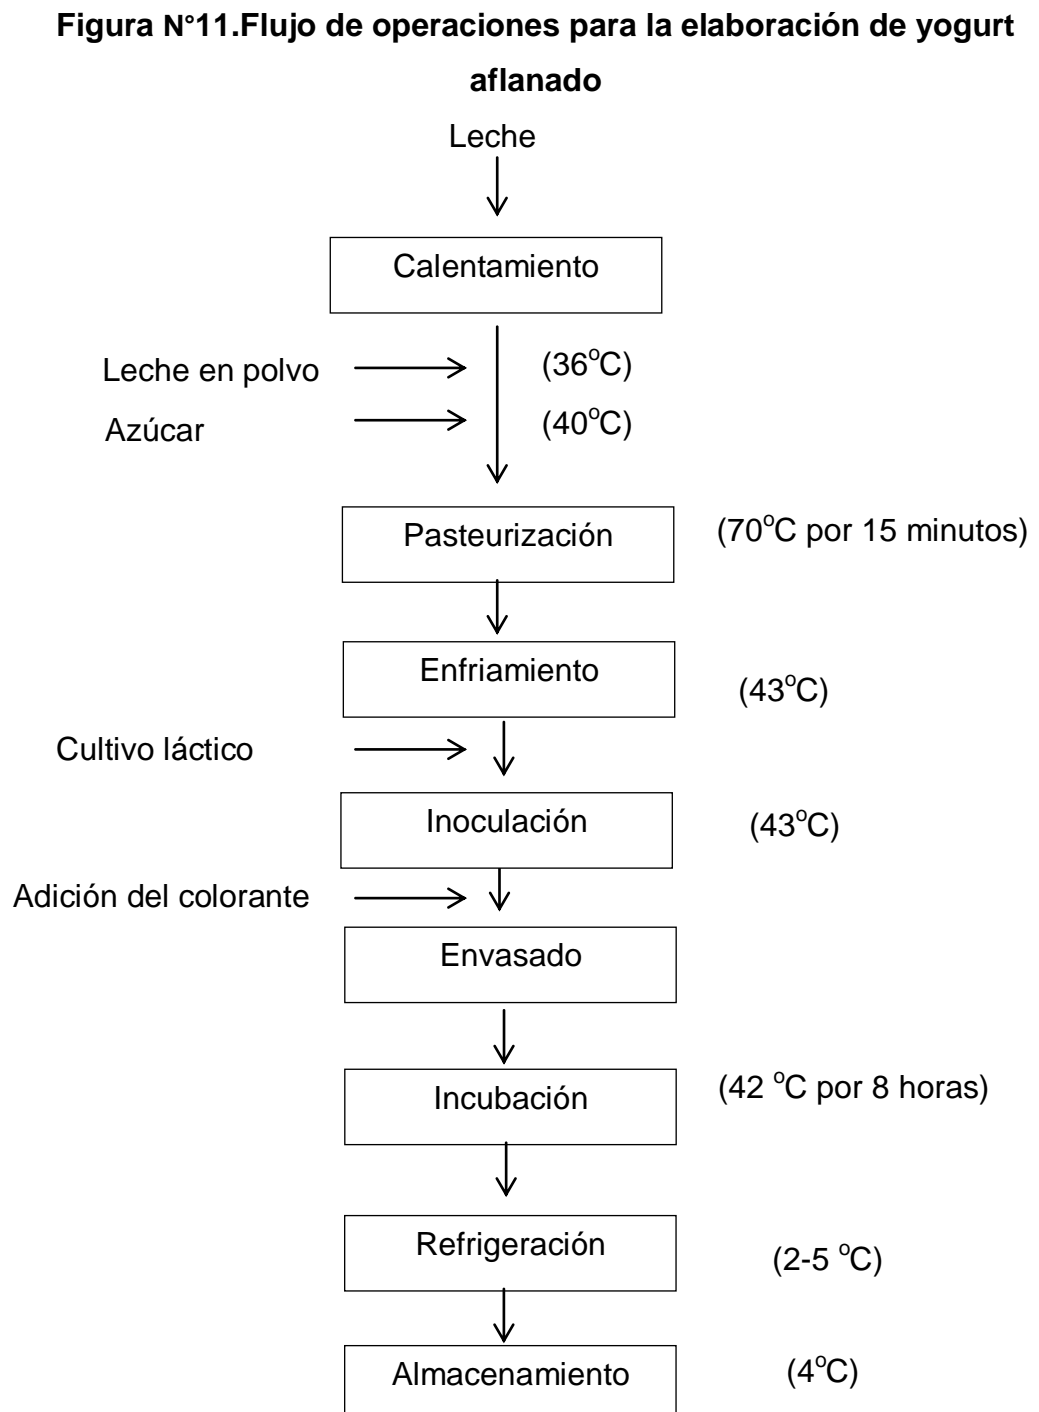 Figura N°11.Flujo de operaciones para la elaboración de yogurt
aflanado
Leche
Calentamiento
Leche en polvo (36°C)
Azúcar (40°C)
Pasteurización (70°C por 15 minutos)
Enfriamiento (43°C)
Cultivo láctico
Inoculación (43°C)
Adición del colorante
Envasado
Incubación (42 °C por 8 horas)
Refrigeración (2-5 °C)
Almacenamiento (4°C)